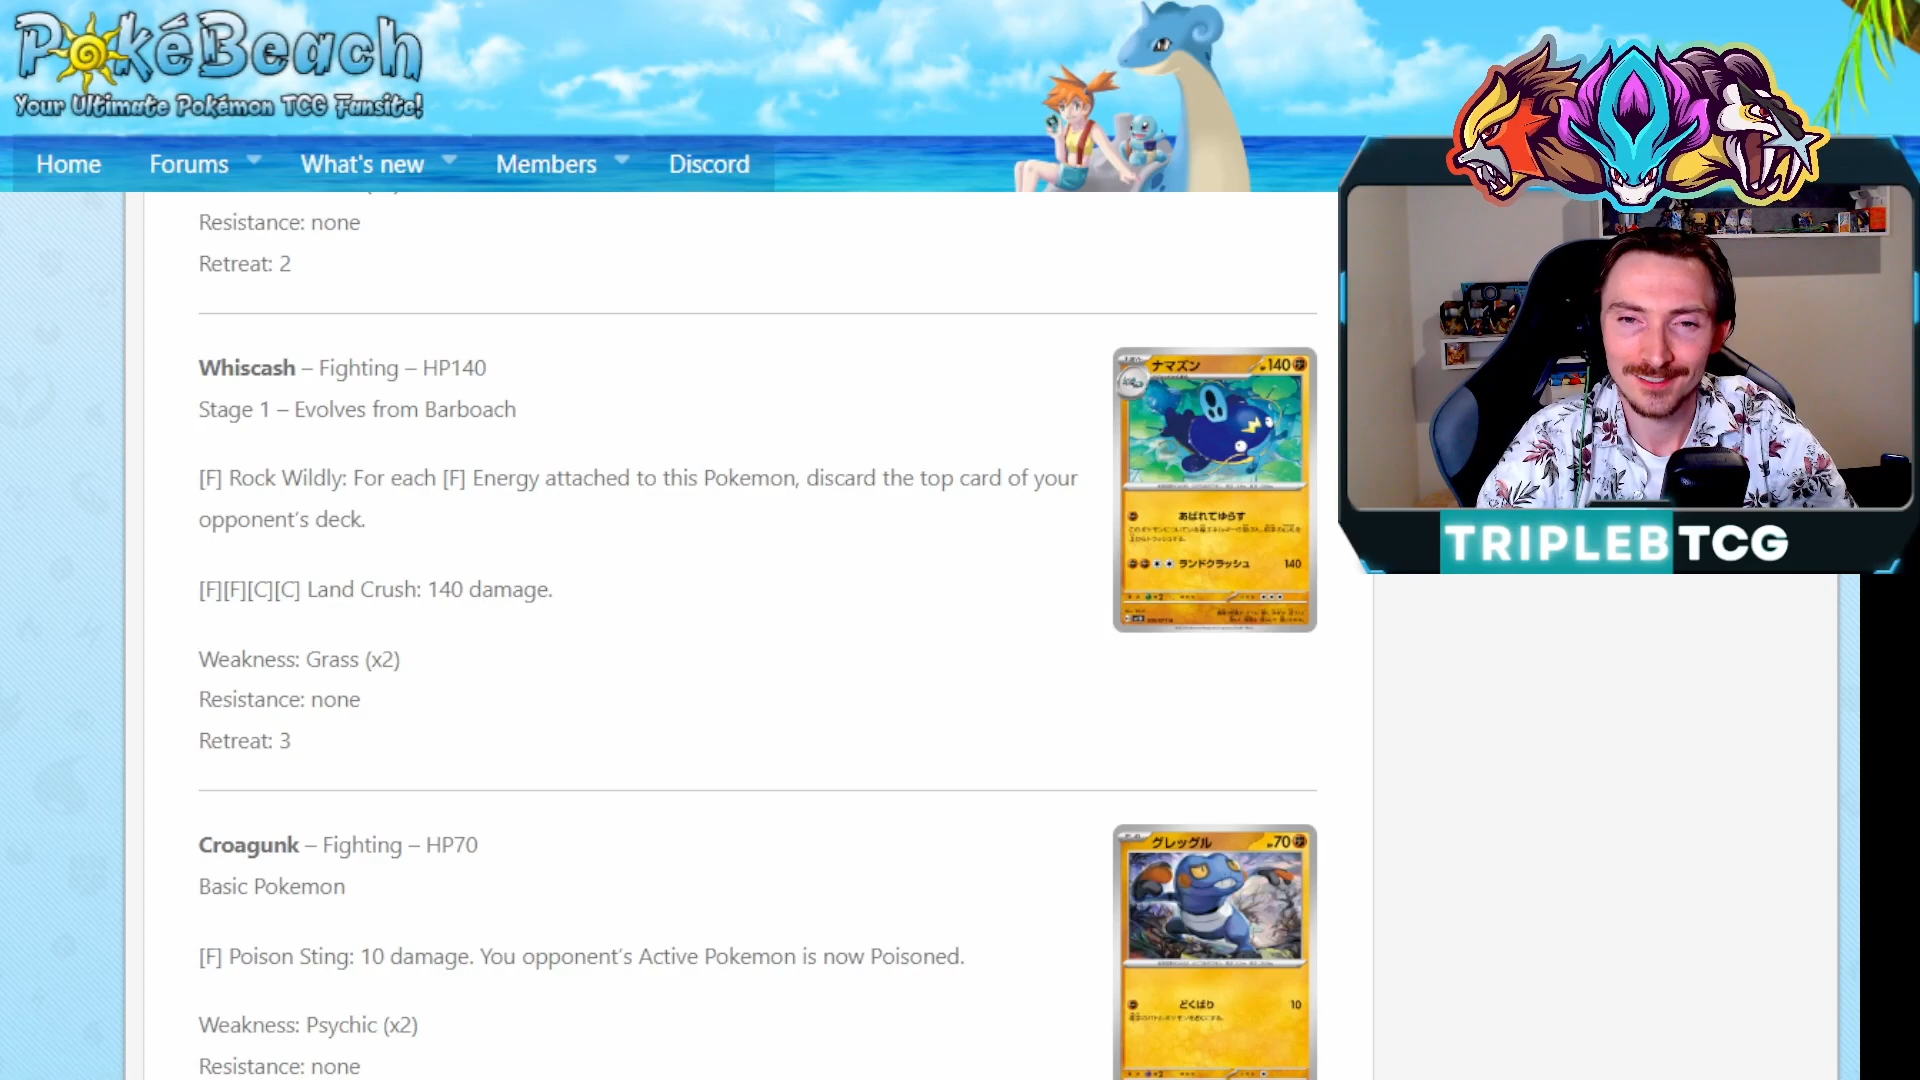 PokéBeach
Your Ultimate Pokémon TCG Fansite!
Home
Forums
What's new
Members
Discord
Resistance: none
Retreat: 2
Whiscash – Fighting – HP140
Stage 1 – Evolves from Barboach
[F] Rock Wildly: For each [F] Energy attached to this Pokemon, discard the top card of your
opponent's deck.
[F][F][C][C] Land Crush: 140 damage.
Weakness: Grass (x2)
Resistance: none
Retreat: 3
ナマズン 140
あばれてゆらす
ランドクラッシュ 140
Croagunk – Fighting – HP70
Basic Pokemon
[F] Poison Sting: 10 damage. You opponent's Active Pokemon is now Poisoned.
Weakness: Psychic (x2)
Resistance: none
グレッグル 70
どくばり 10
TRIPLEB TCG